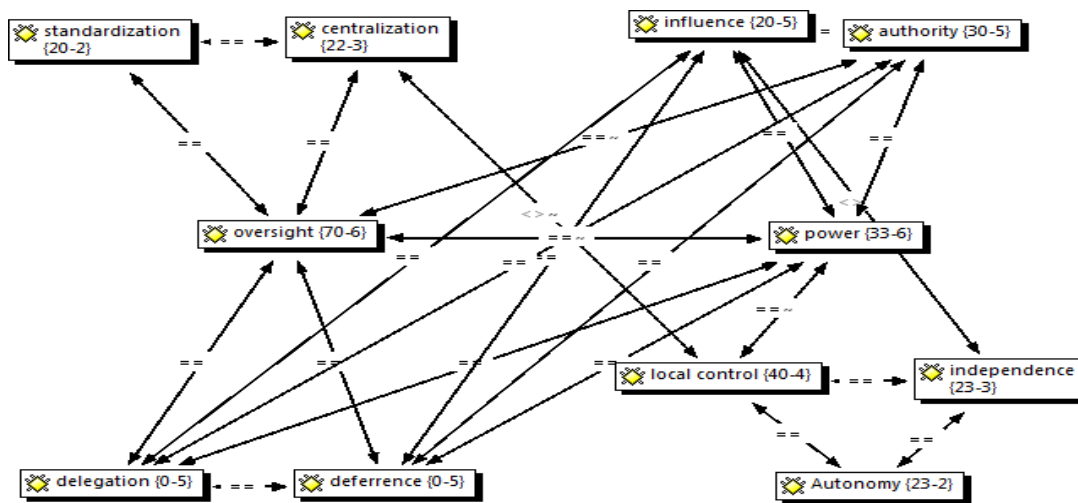 standardization
{20-2}
==
centralization
{22-3}
influence {20-5}
=
authority {30-5}
==
==
==~
==
==
<>~
<>
oversight {70-6}
==~
power {33-6}
==
==
==
==
==~
==
==
==
==
local control {40-4}
==
independence
{23-3}
==
==
delegation {0-5}
==
deferrence {0-5}
Autonomy {23-2}